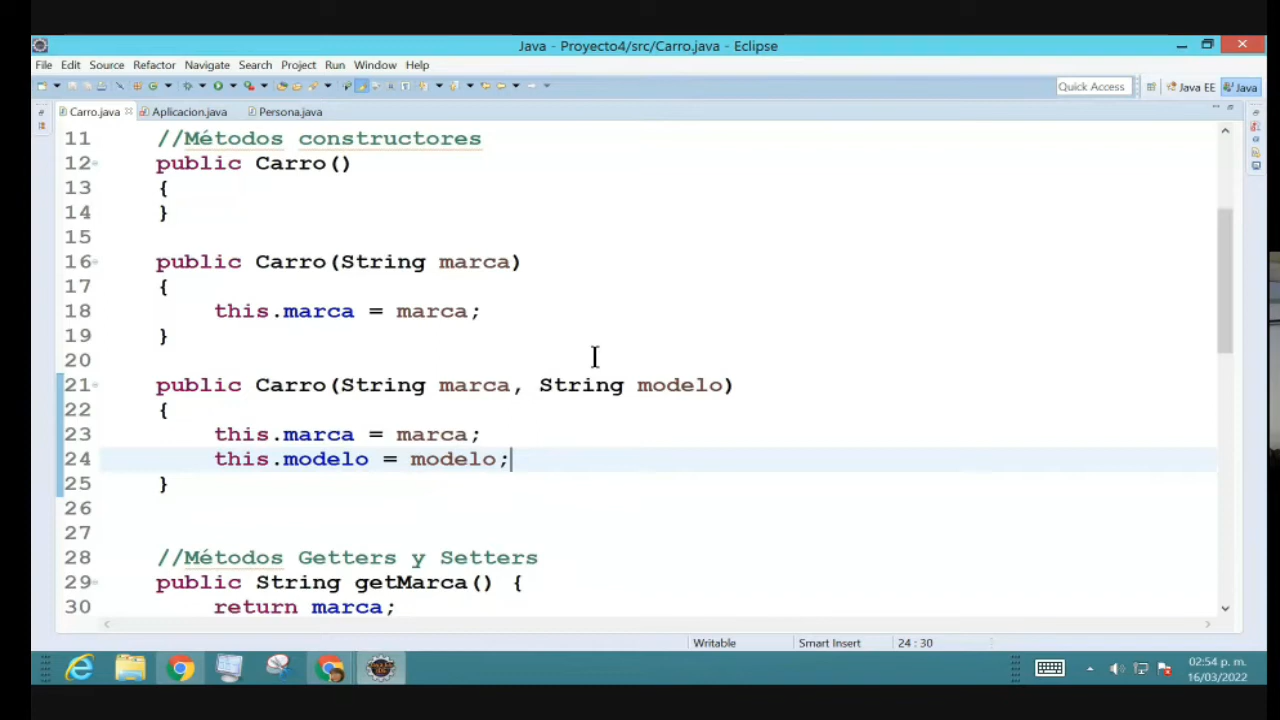 Java - Proyecto4/src/Carro.java - Eclipse
File Edit Source Refactor Navigate Search Project Run Window Help
Quick Access Java EE Java
Carro.java Aplicacion.java Persona.java
11 //Métodos constructores
12 public Carro()
13 {
14 }
15
16 public Carro(String marca)
17 {
18 this.marca = marca;
19 }
20
21 public Carro(String marca, String modelo)
22 {
23 this.marca = marca;
24 this.modelo = modelo;
25 }
26
27
28 //Métodos Getters y Setters
29 public String getMarca() {
30 return marca;
Writable Smart Insert 24 : 30
02:54 p. m.
16/03/2022